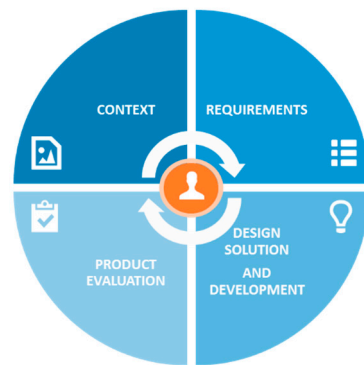 CONTEXT
REQUIREMENTS
DESIGN
SOLUTION
AND
DEVELOPMENT
PRODUCT
EVALUATION